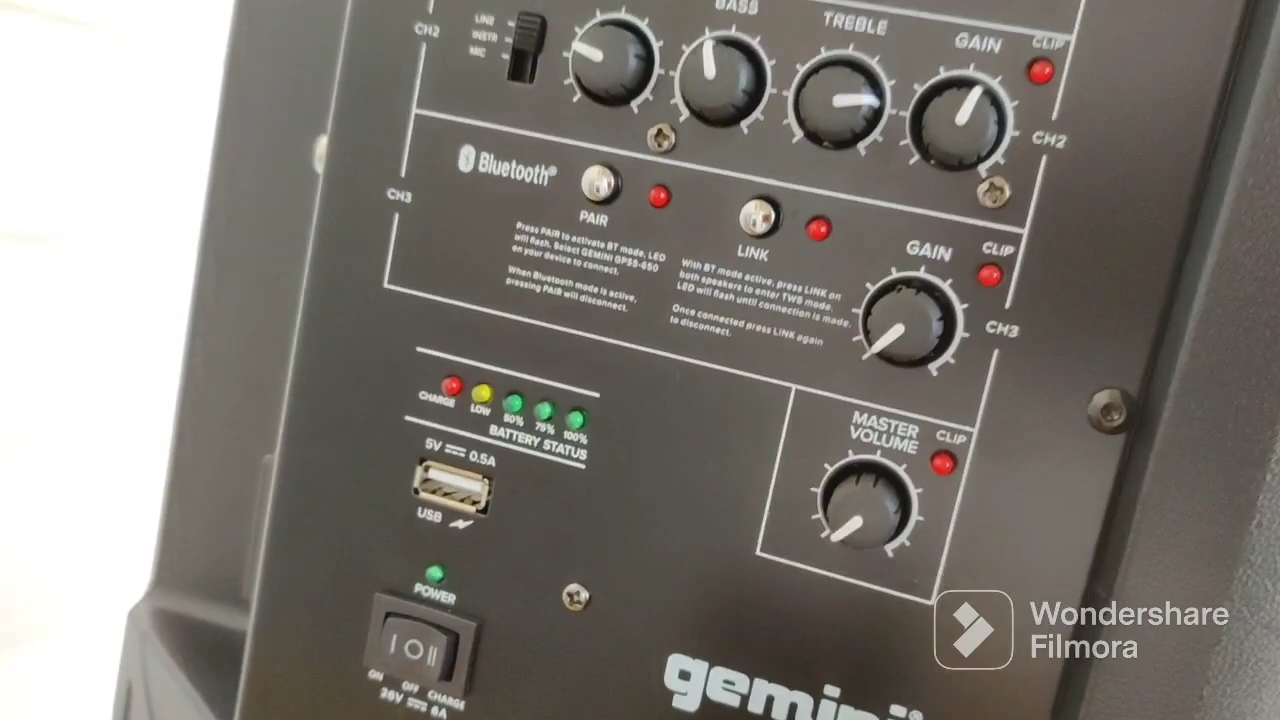 BASS
TREBLE
GAIN
CLIP
CH2
LINE
INSTR
MIC
CH2
Bluetooth®
PAIR
LINK
CH3
Press PAIR to activate BT mode. LED
will flash. Select GEMINI GPSS-650
on your device to connect.
When Bluetooth mode is active,
pressing PAIR will disconnect.
With BT mode active, press LINK on
both speakers to enter TWS mode.
LED will flash until connection is made.
Once connected press LINK again
to disconnect.
GAIN
CLIP
CH3
CHARGE
LOW
50%
75%
100%
BATTERY STATUS
5V 0.5A
USB
MASTER
VOLUME
CLIP
POWER
I O II
ON OFF CHARGE
26V 6A
gemini®
Wondershare
Filmora